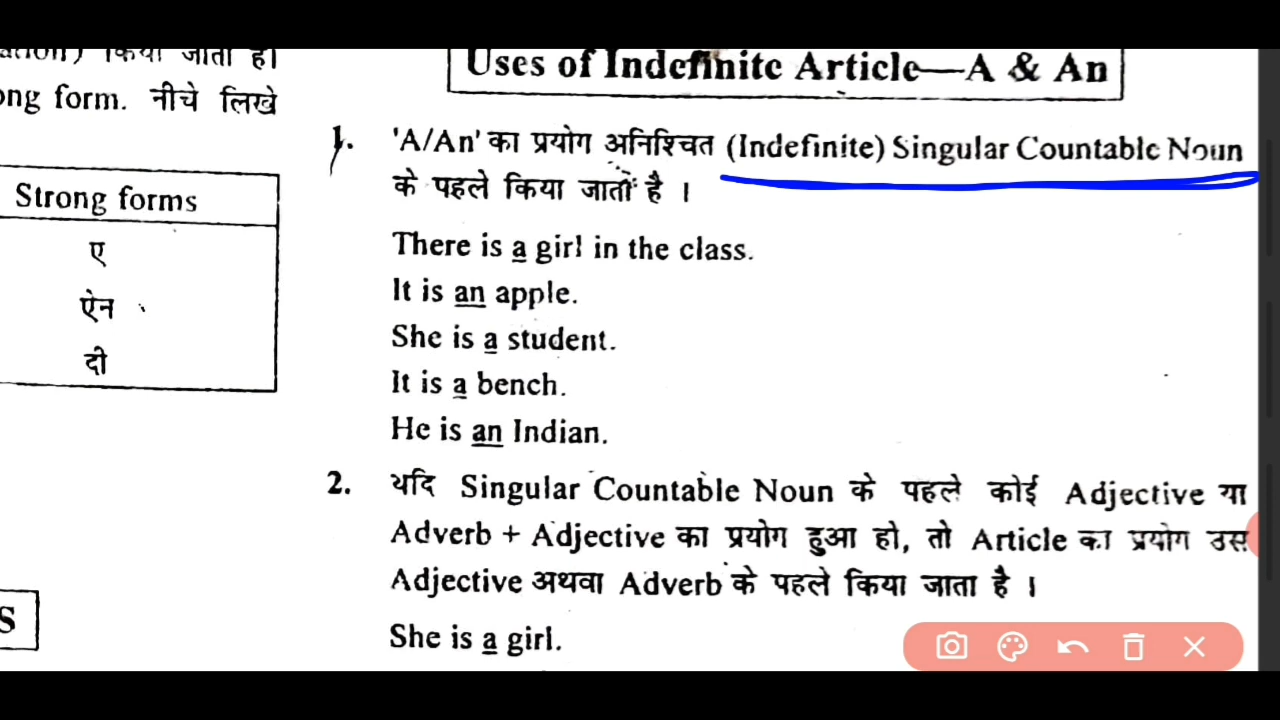 किया जाता है।
ong form. नीचे लिखे
Strong forms
ए
ऐन
दी
S
Uses of Indefinite Article—A & An
1. 'A/An' का प्रयोग अनिश्चित (Indefinite) Singular Countable Noun
के पहले किया जाता है ।
There is a girl in the class.
It is an apple.
She is a student.
It is a bench.
He is an Indian.
2. यदि Singular Countable Noun के पहले कोई Adjective या
Adverb + Adjective का प्रयोग हुआ हो, तो Article का प्रयोग उस
Adjective अथवा Adverb के पहले किया जाता है ।
She is a girl.